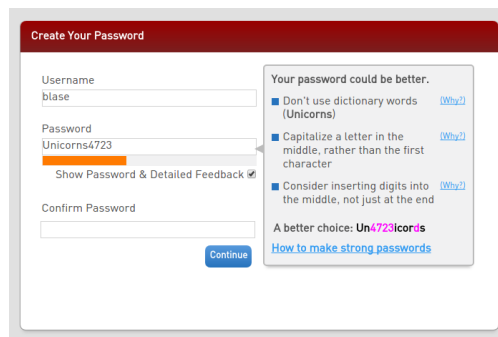 Create Your Password
Username
blase
Password
Unicorns4723
Show Password & Detailed Feedback
Confirm Password
Continue
Your password could be better.
Don't use dictionary words (Why?)
(Unicorns)
Capitalize a letter in the (Why?)
middle, rather than the first
character
Consider inserting digits into (Why?)
the middle, not just at the end
A better choice: Un4723icords
How to make strong passwords